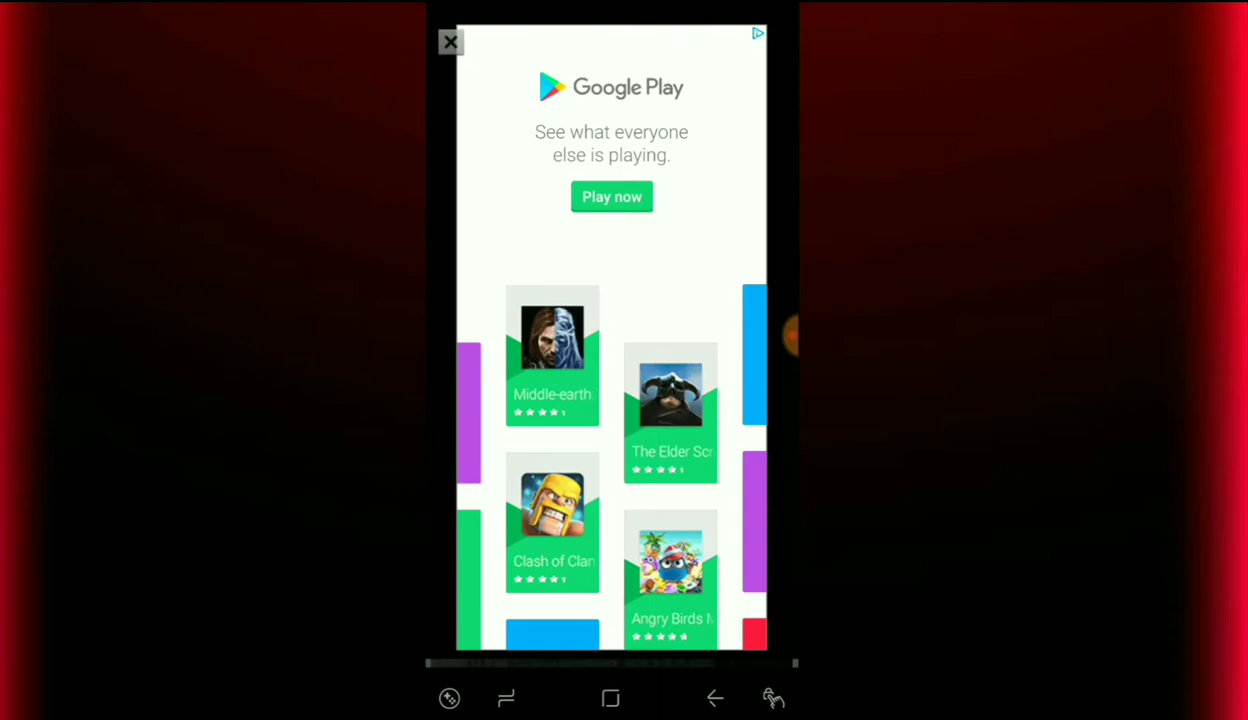 Google Play
See what everyone
else is playing.
Play now
Middle-earth:
The Elder Scr
Clash of Clan
Angry Birds M